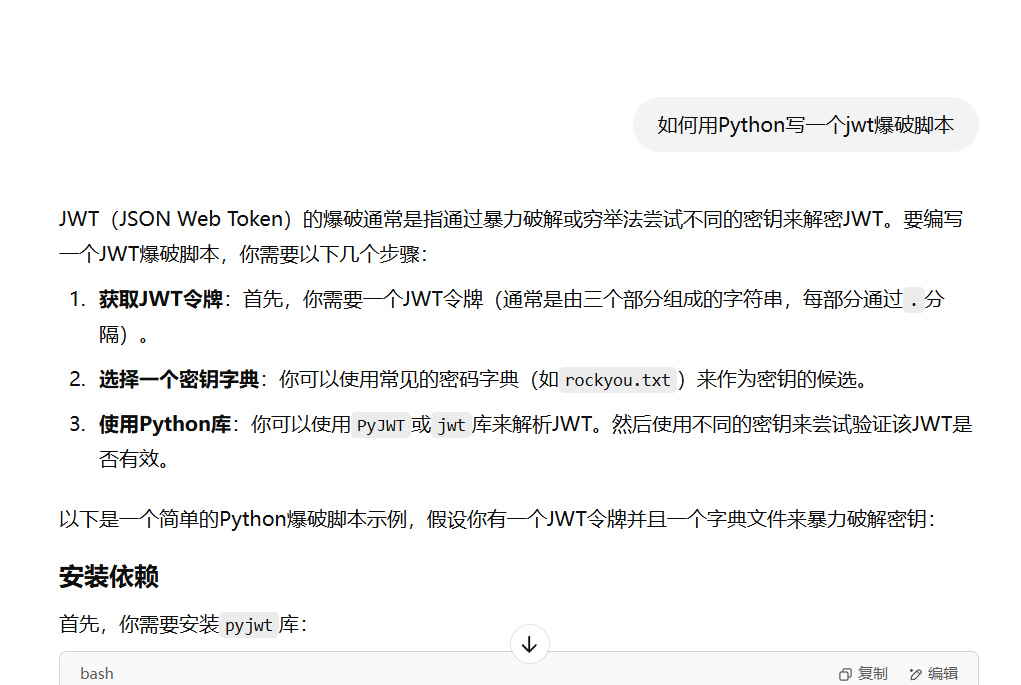 如何用Python写一个jwt爆破脚本
JWT（JSON Web Token）的爆破通常是指通过暴力破解或穷举法尝试不同的密钥来解密JWT。要编写
一个JWT爆破脚本，你需要以下几个步骤：
1. 获取JWT令牌：首先，你需要一个JWT令牌（通常是由三个部分组成的字符串，每部分通过 . 分
隔）。
2. 选择一个密钥字典：你可以使用常见的密码字典（如 rockyou.txt ）来作为密钥的候选。
3. 使用Python库：你可以使用 PyJWT 或 jwt 库来解析JWT。然后使用不同的密钥来尝试验证该JWT是
否有效。
以下是一个简单的Python爆破脚本示例，假设你有一个JWT令牌并且一个字典文件来暴力破解密钥：
安装依赖
首先，你需要安装 pyjwt 库：
bash 复制 编辑